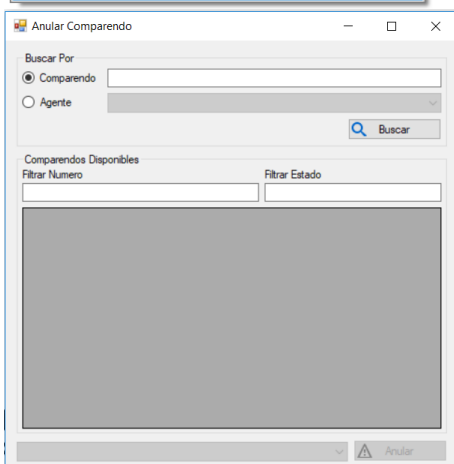 Anular Comparendo
Buscar Por
Comparendo
Agente
Buscar
Comparendos Disponibles
Filtrar Numero Filtrar Estado
Anular